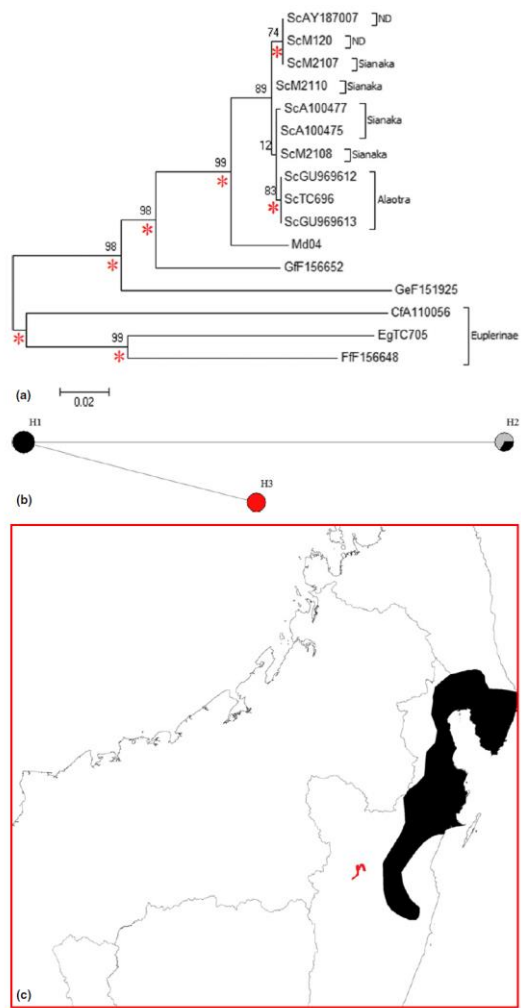 ScAY187007 ND
74
ScM120 ND
*
ScM2107 Sianaka
89 ScM2110 Sianaka
ScA100477
Sianaka
ScA100475
12
ScM2108 Sianaka
99 ScGU969612
*
83
ScTC696 Alaotra
*
ScGU969613
98
*
Md04
98
*
GfF156652
GeF151925
CfA110056
*
99 EgTC705 Euplerinae
*
FfF156648
(a)
0.02
H1 H2
H3
(b)
(c)